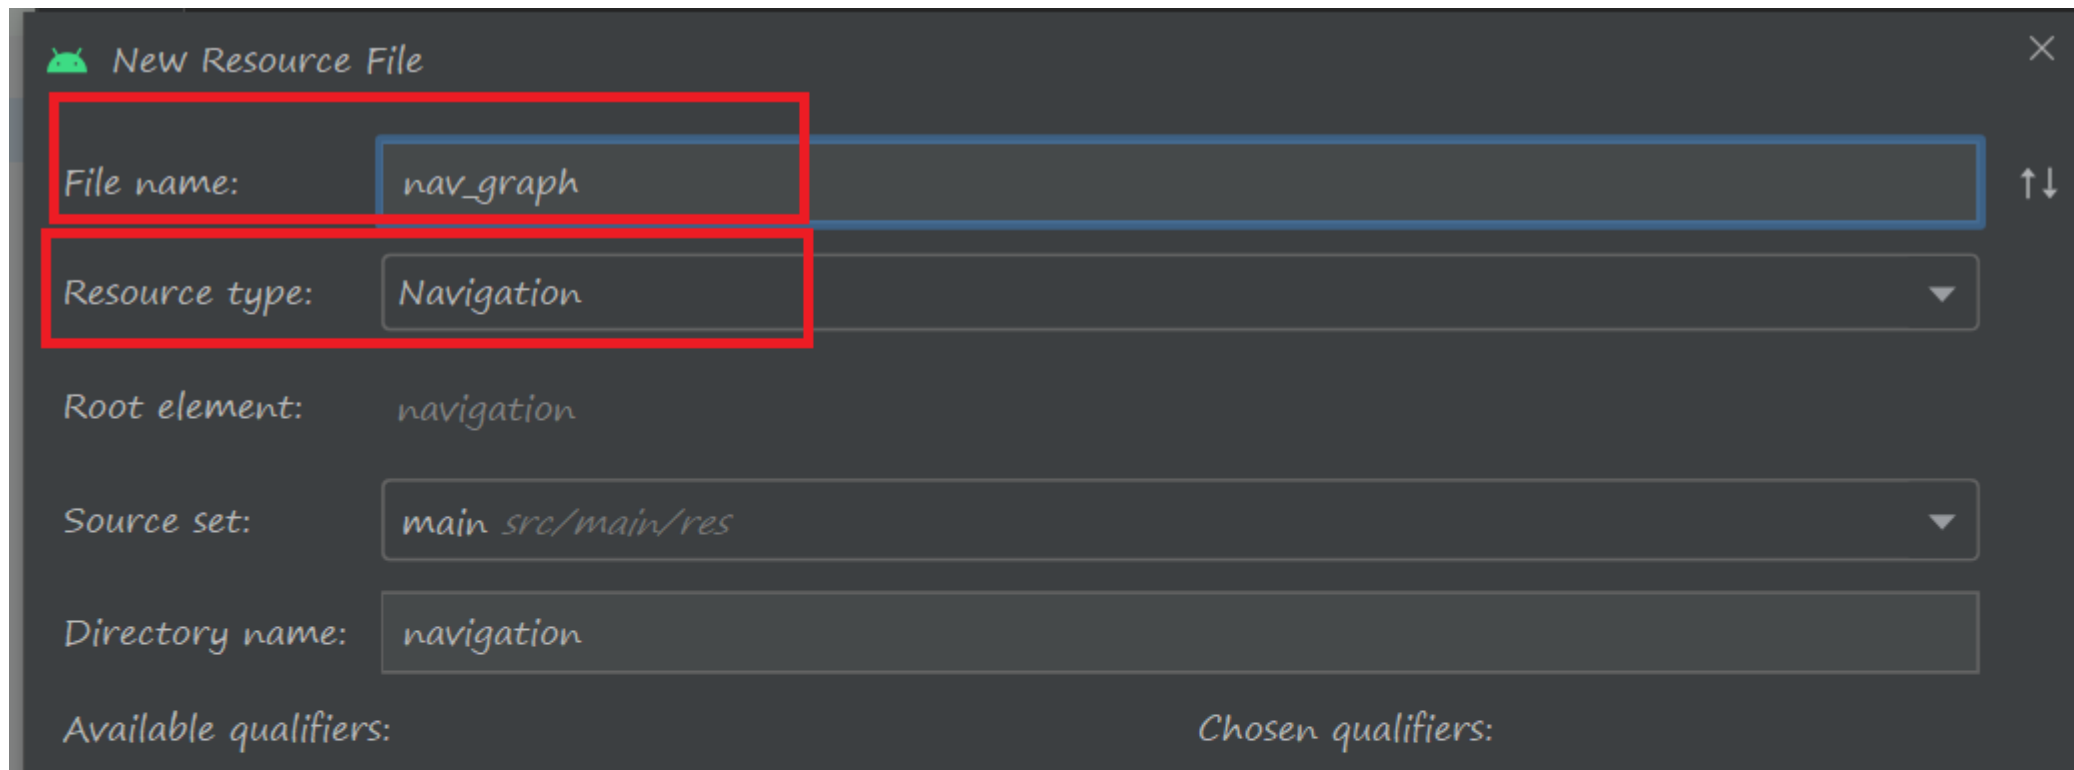 New Resource File
File name: nav_graph
Resource type: Navigation
Root element: navigation
Source set: main src/main/res
Directory name: navigation
Available qualifiers: Chosen qualifiers: